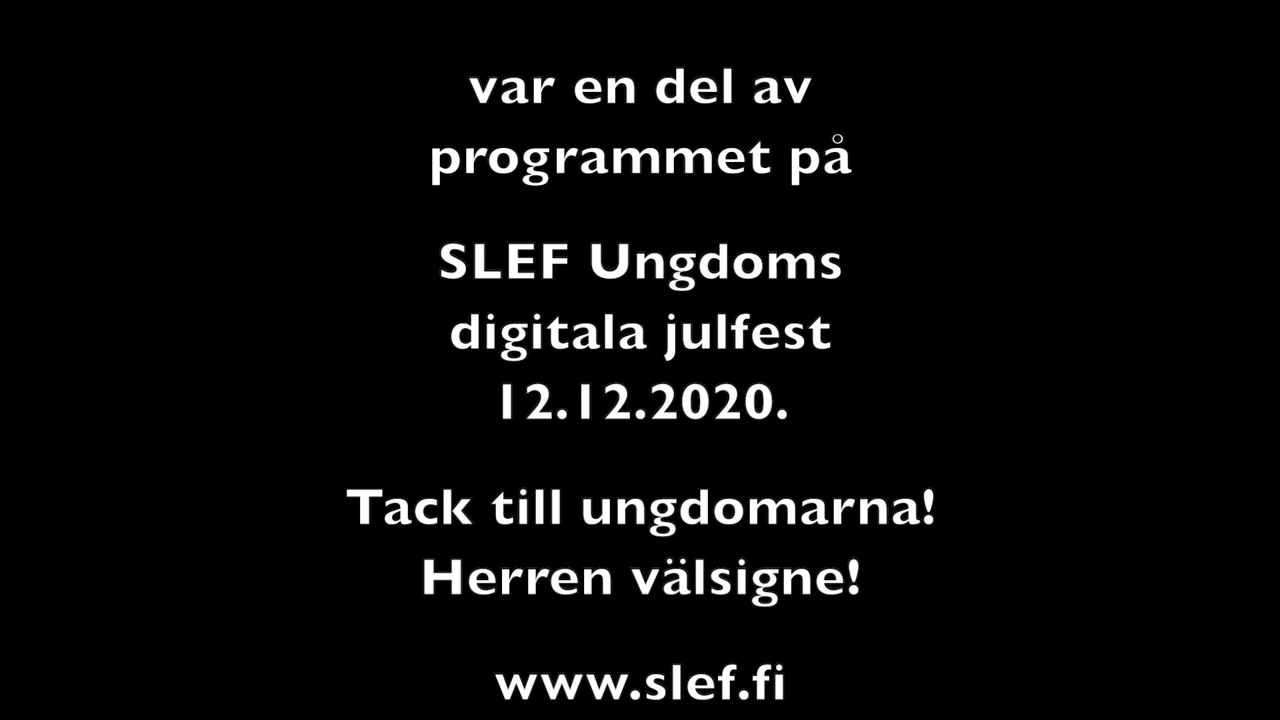 var en del av
programmet på
SLEF Ungdoms
digitala julfest
12.12.2020.
Tack till ungdomarna!
Herren välsigne!
www.slef.fi